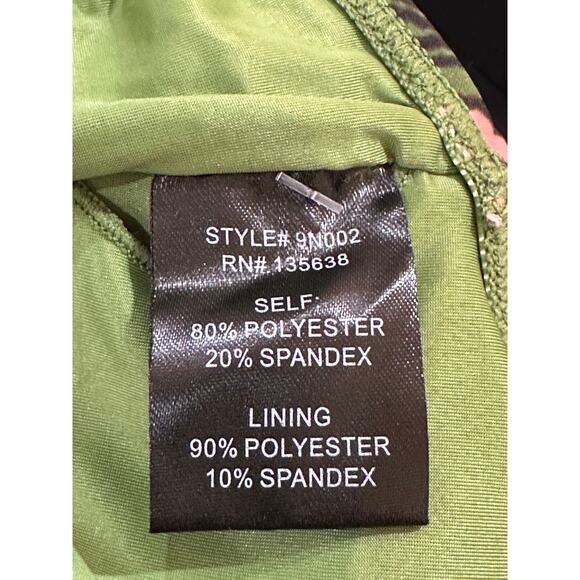 STYLE# 9N002
RN# 135638
SELF:
80% POLYESTER
20% SPANDEX
LINING
90% POLYESTER
10% SPANDEX